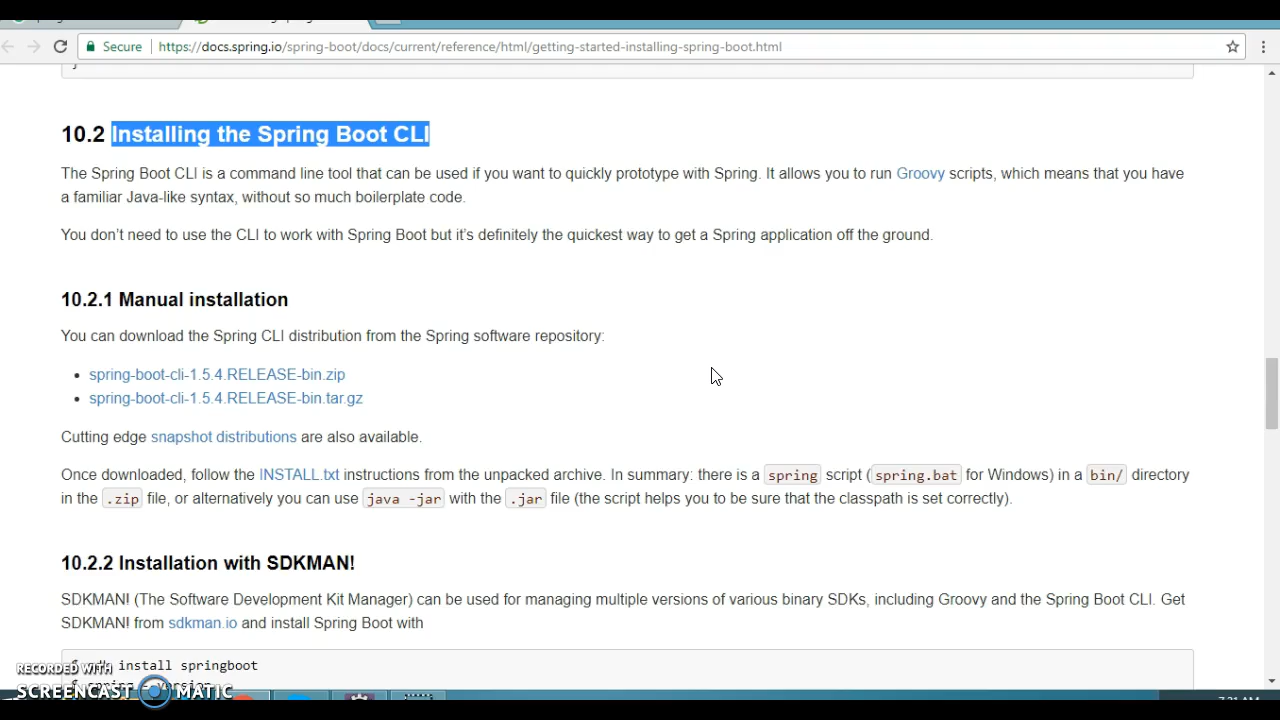 Secure https://docs.spring.io/spring-boot/docs/current/reference/html/getting-started-installing-spring-boot.html
10.2 Installing the Spring Boot CLI
The Spring Boot CLI is a command line tool that can be used if you want to quickly prototype with Spring. It allows you to run Groovy scripts, which means that you have
a familiar Java-like syntax, without so much boilerplate code.
You don’t need to use the CLI to work with Spring Boot but it’s definitely the quickest way to get a Spring application off the ground.
10.2.1 Manual installation
You can download the Spring CLI distribution from the Spring software repository:
• spring-boot-cli-1.5.4.RELEASE-bin.zip
• spring-boot-cli-1.5.4.RELEASE-bin.tar.gz
Cutting edge snapshot distributions are also available.
Once downloaded, follow the INSTALL.txt instructions from the unpacked archive. In summary: there is a spring script (spring.bat for Windows) in a bin/ directory
in the .zip file, or alternatively you can use java -jar with the .jar file (the script helps you to be sure that the classpath is set correctly).
10.2.2 Installation with SDKMAN!
SDKMAN! (The Software Development Kit Manager) can be used for managing multiple versions of various binary SDKs, including Groovy and the Spring Boot CLI. Get
SDKMAN! from sdkman.io and install Spring Boot with
install springboot
RECORDED WITH
SCREENCAST MATIC